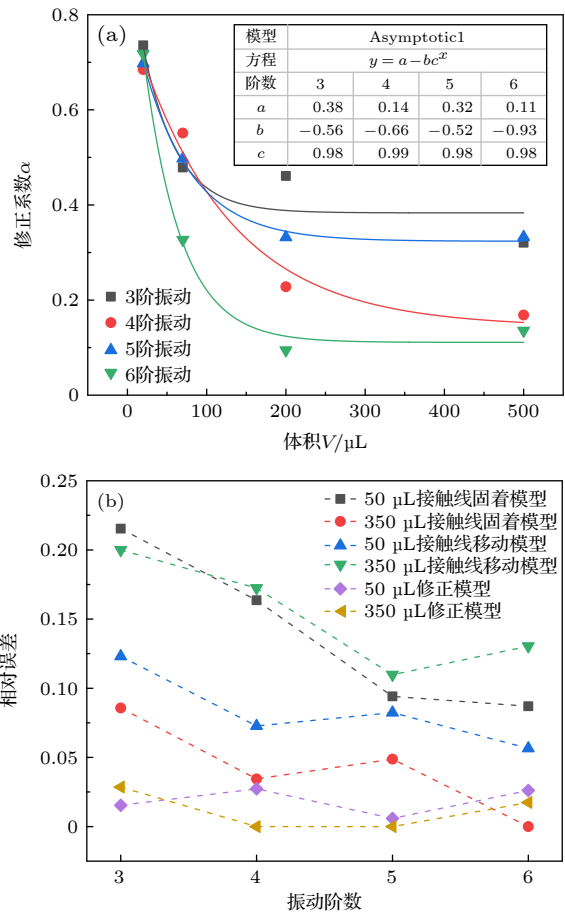 (a)
模型 Asymptotic1
方程 y = a−bcˣ
阶数 3 4 5 6
a 0.38 0.14 0.32 0.11
b −0.56 −0.66 −0.52 −0.93
c 0.98 0.99 0.98 0.98
0.8
0.6
0.4
0.2
0
修正系数α
3阶振动
4阶振动
5阶振动
6阶振动
0 100 200 300 400 500
体积V/µL
(b)
50 µL接触线固着模型
350 µL接触线固着模型
50 µL接触线移动模型
350 µL接触线移动模型
50 µL修正模型
350 µL修正模型
0.25
0.20
0.15
0.10
0.05
0
相对误差
3 4 5 6
振动阶数